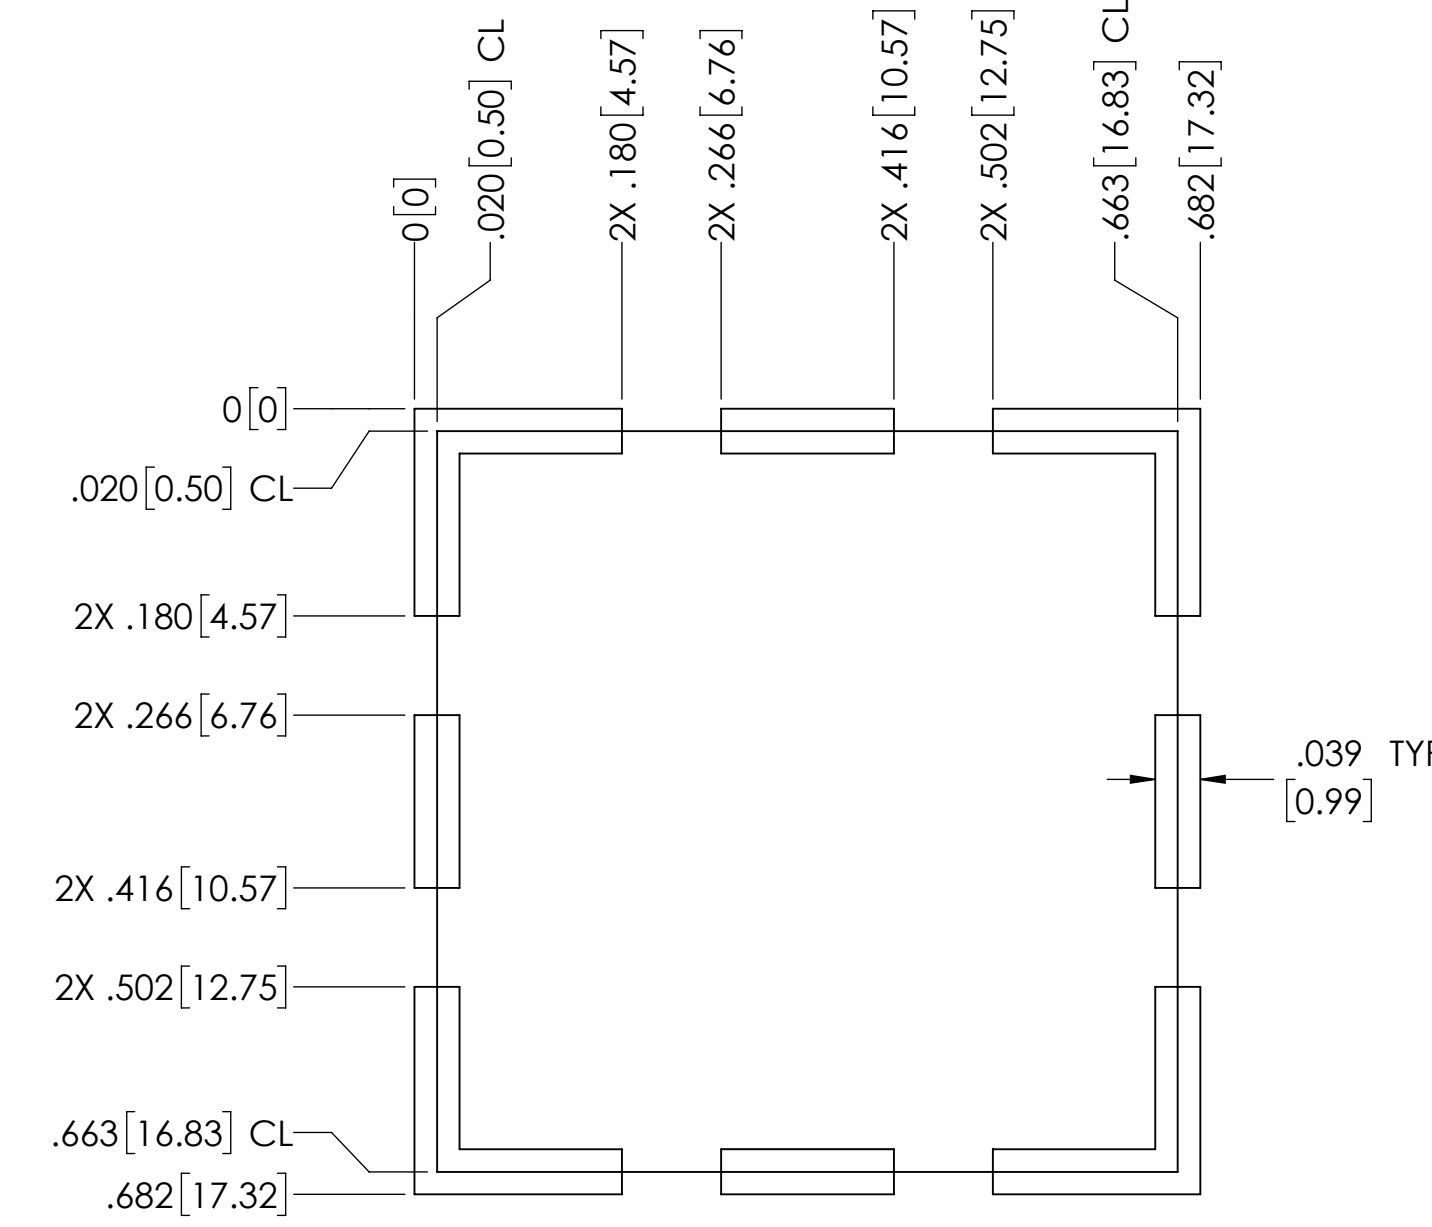 0[0]
.020[0.50] CL
2X .180[4.57]
2X .266[6.76]
2X .416[10.57]
2X .502[12.75]
.663[16.83] CL
.682[17.32]
0[0]
.020[0.50] CL
2X .180[4.57]
2X .266[6.76]
.039
[0.99]
2X .416[10.57]
2X .502[12.75]
.663[16.83] CL
.682[17.32]